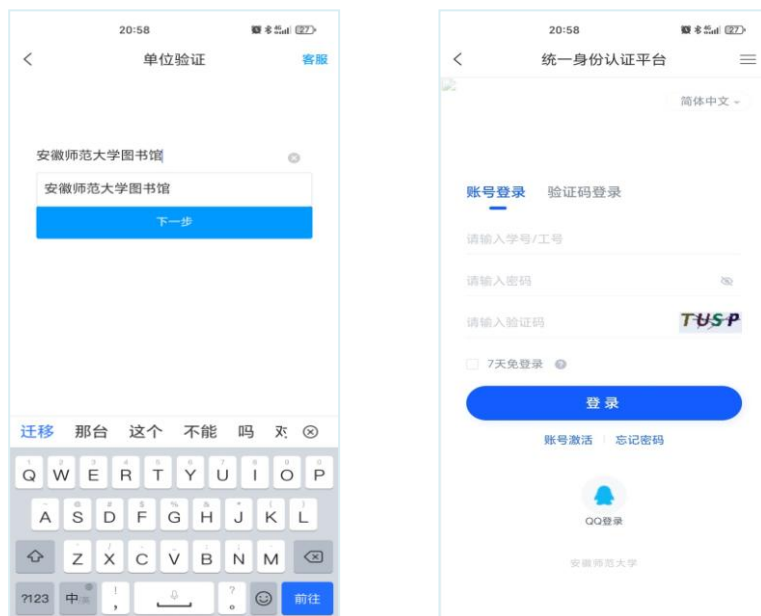 20:58
27
单位验证
客服
安徽师范大学图书馆
安徽师范大学图书馆
下一步
迁移 那台 这个 不能 吗
Q W E R T Y U I O P
A S D F G H J K L
Z X C V B N M
?123 中 ! , ? 。 前往
20:58
27
统一身份认证平台
简体中文
账号登录 验证码登录
请输入学号/工号
请输入密码
请输入验证码
TUSP
7天免登录
登录
账号激活 忘记密码
QQ登录
安徽师范大学